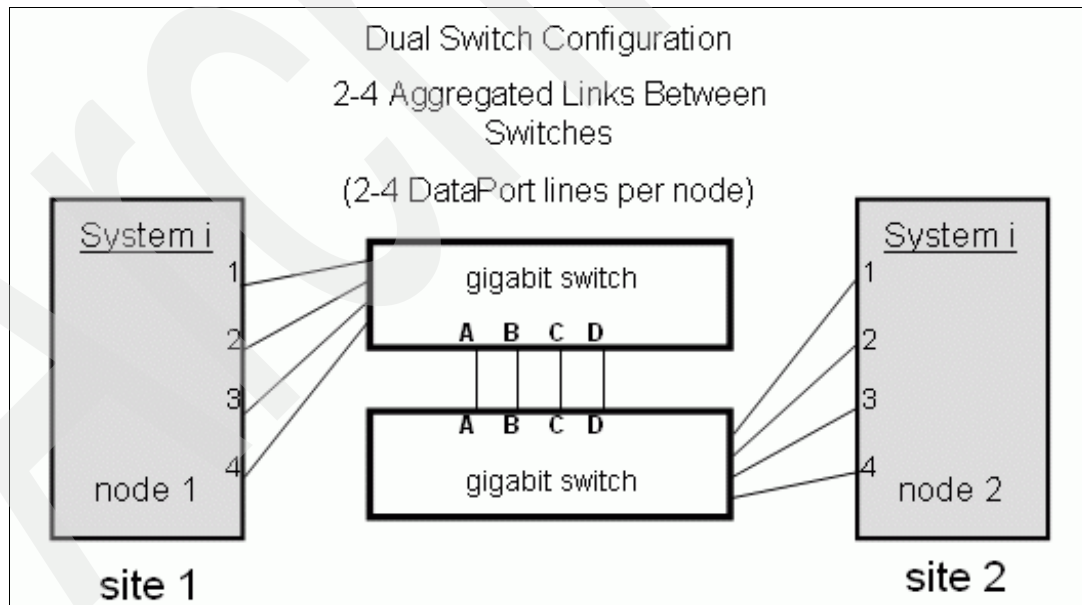 Dual Switch Configuration
2-4 Aggregated Links Between
Switches
(2-4 DataPort lines per node)
System i
1
2
3
4
node 1
site 1
gigabit switch
A B C D
A B C D
gigabit switch
System i
1
2
3
4
node 2
site 2